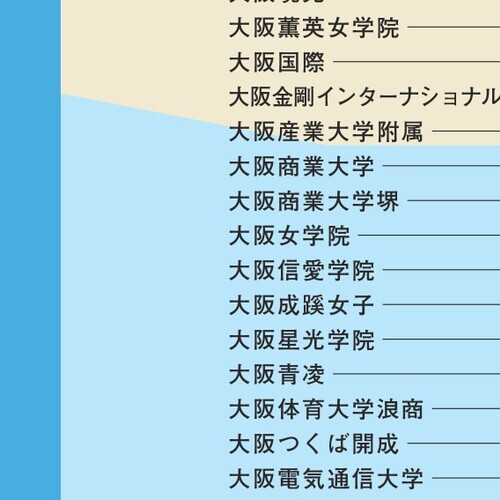 大阪薫英女学院
大阪国際
大阪金剛インターナショナル
大阪産業大学附属
大阪商業大学
大阪商業大学堺
大阪女学院
大阪信愛学院
大阪成蹊女子
大阪星光学院
大阪青凌
大阪体育大学浪商
大阪つくば開成
大阪電気通信大学